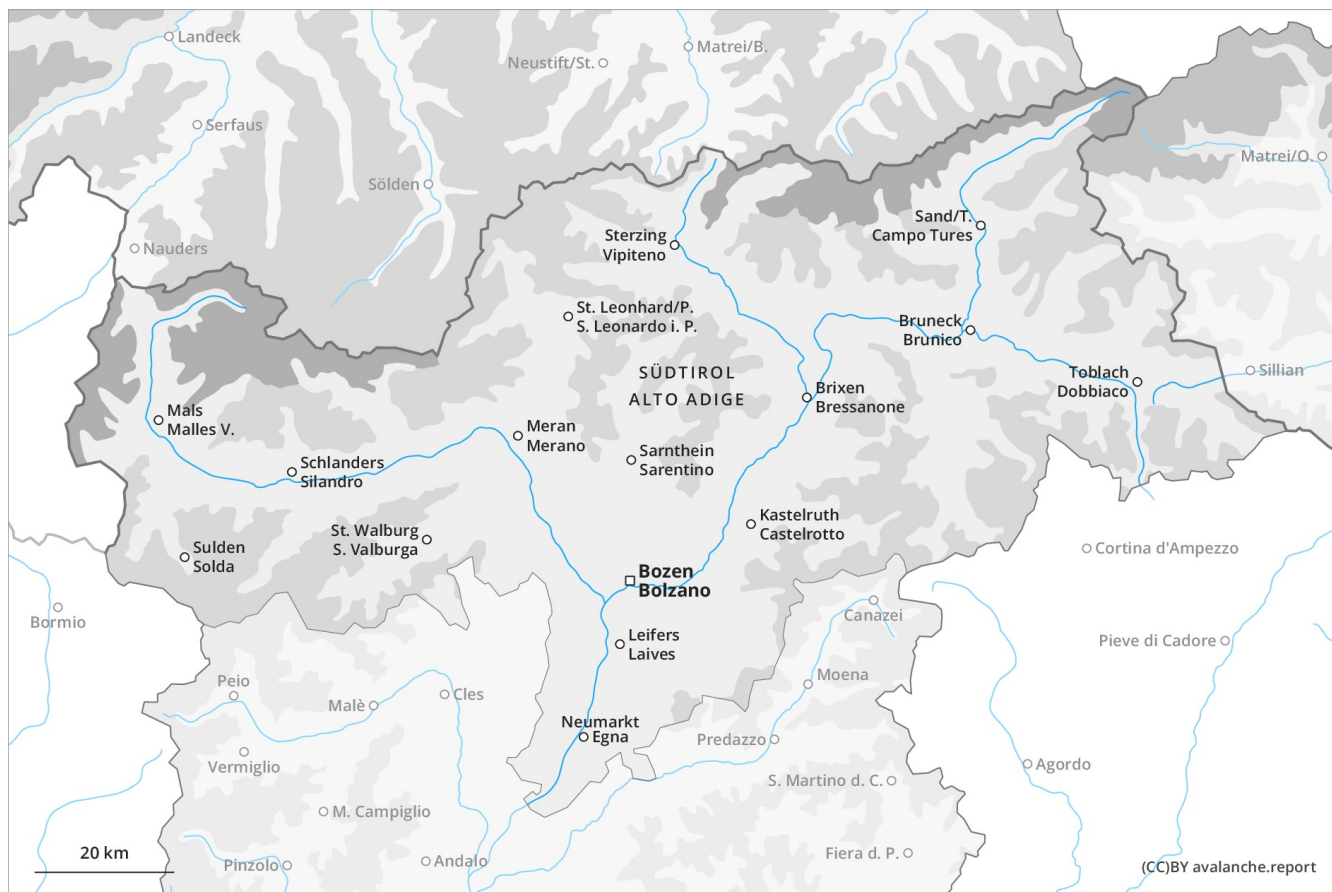 Landeck
Matrei/B.
Neustift/St.
Serfaus
Matrei/O.
Sölden
Sand/T.
Campo Tures
Sterzing
Vipiteno
Nauders
St. Leonhard/P.
S. Leonardo i. P.
Bruneck
Brunico
SÜDTIROL
ALTO ADIGE
Toblach
Dobbiaco
Sillian
Brixen
Bressanone
Mals
Malles V.
Meran
Merano
Sarnthein
Sarentino
Schlanders
Silandro
Kastelruth
Castelrotto
St. Walburg
S. Valburga
Sulden
Solda
Cortina d'Ampezzo
Bozen
Bolzano
Bormio
Canazei
Leifers
Laives
Pieve di Cadore
Peio
Moena
Malè
Cles
Neumarkt
Egna
Predazzo
Vermiglio
Agordo
S. Martino d. C.
M. Campiglio
20 km
Pinzolo
Andalo
Fiera d. P.
(CC)BY avalanche.report